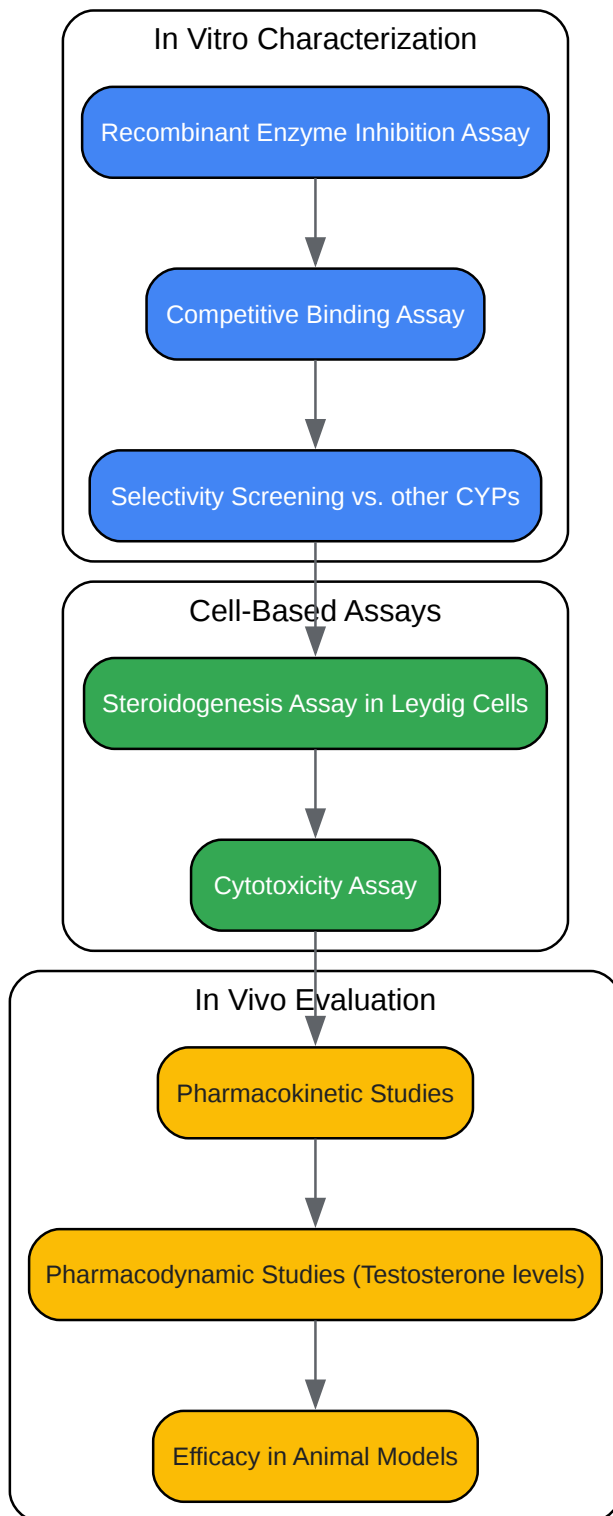 In Vitro Characterization
Recombinant Enzyme Inhibition Assay
Competitive Binding Assay
Selectivity Screening vs. other CYPs
Cell-Based Assays
Steroidogenesis Assay in Leydig Cells
Cytotoxicity Assay
In Vivo Evaluation
Pharmacokinetic Studies
Pharmacodynamic Studies (Testosterone levels)
Efficacy in Animal Models